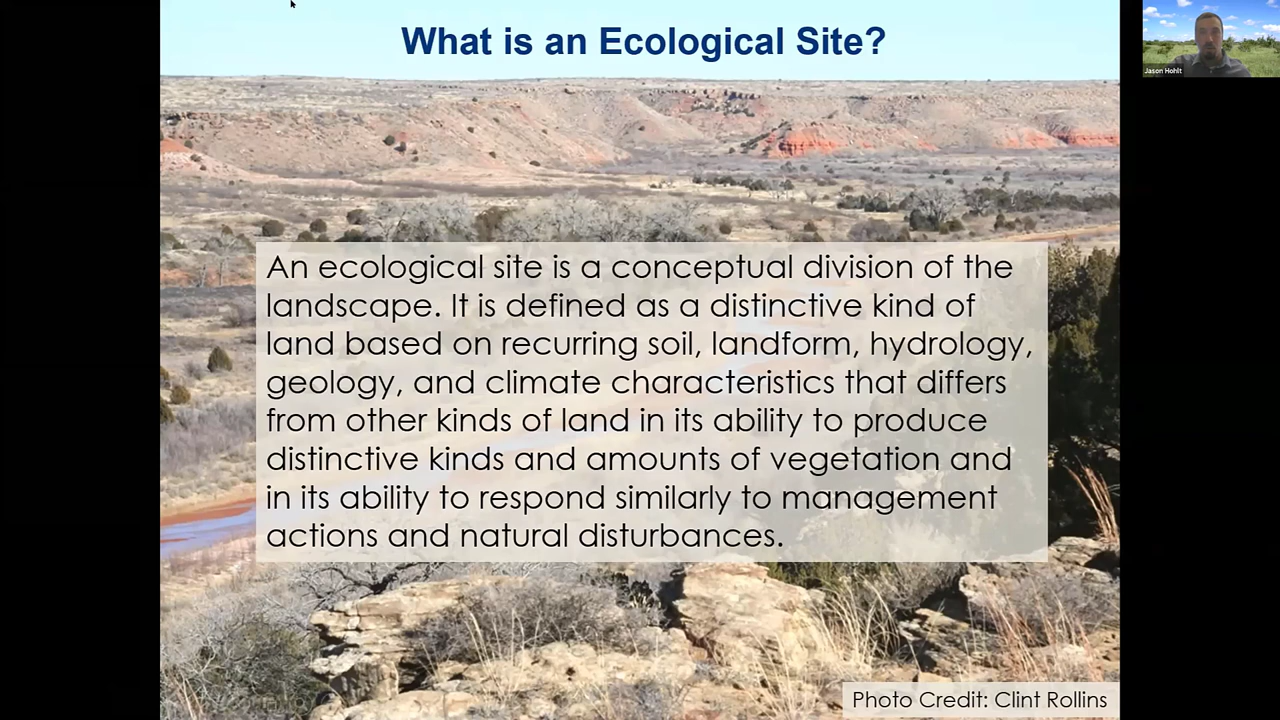 What is an Ecological Site?
Jason Hohlt
An ecological site is a conceptual division of the
landscape. It is defined as a distinctive kind of
land based on recurring soil, landform, hydrology,
geology, and climate characteristics that differs
from other kinds of land in its ability to produce
distinctive kinds and amounts of vegetation and
in its ability to respond similarly to management
actions and natural disturbances.
Photo Credit: Clint Rollins